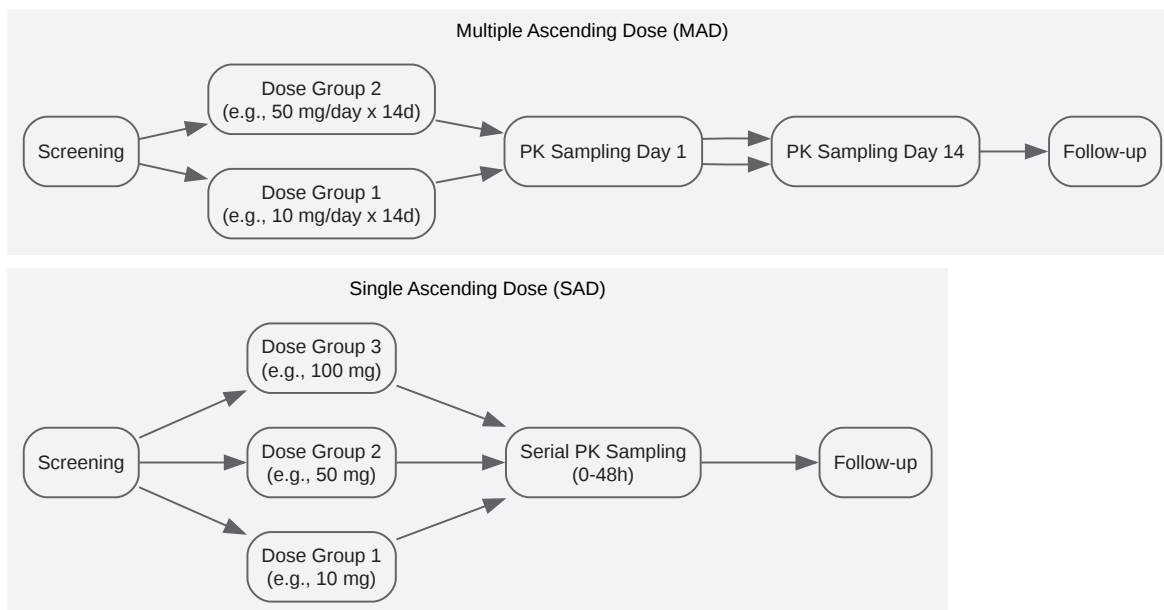 Multiple Ascending Dose (MAD)
Screening
Dose Group 2
(e.g., 50 mg/day x 14d)
Dose Group 1
(e.g., 10 mg/day x 14d)
PK Sampling Day 1
PK Sampling Day 14
Follow-up
Single Ascending Dose (SAD)
Screening
Dose Group 3
(e.g., 100 mg)
Dose Group 2
(e.g., 50 mg)
Dose Group 1
(e.g., 10 mg)
Serial PK Sampling
(0-48h)
Follow-up